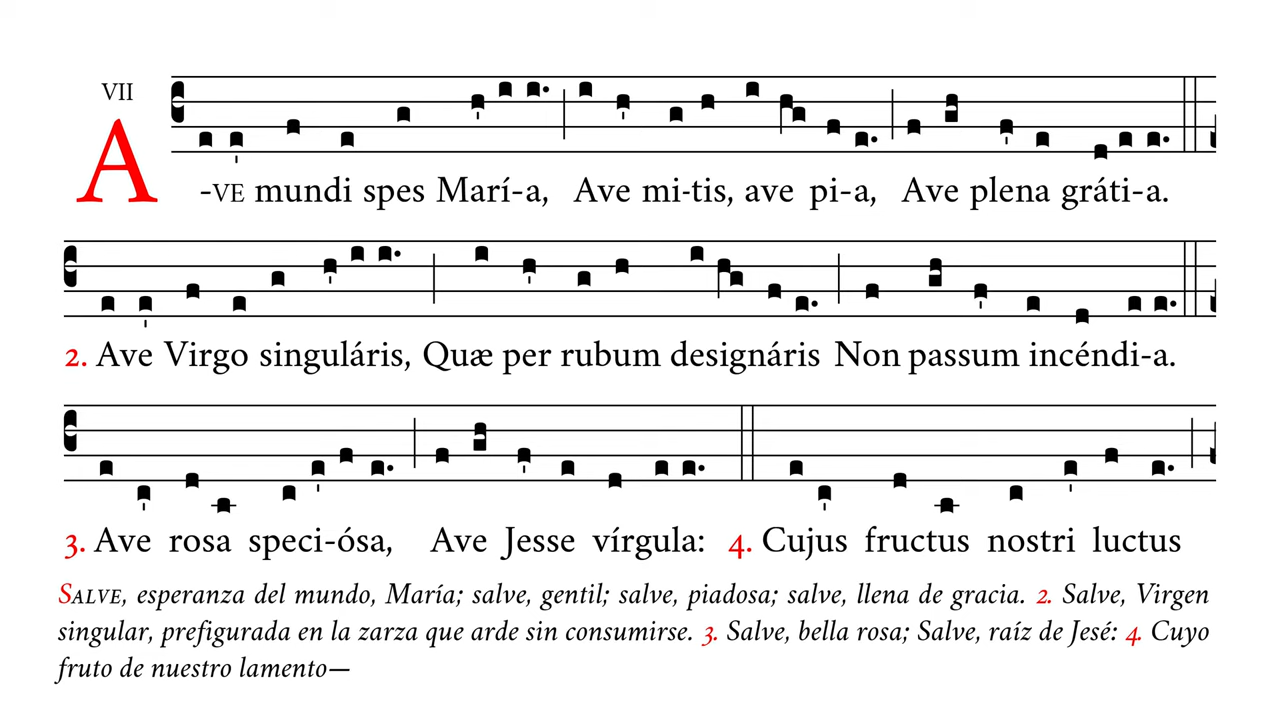 VII
A-VE mundi spes Marí-a, Ave mi-tis, ave pi-a, Ave plena gráti-a.
2. Ave Virgo singuláris, Quæ per rubum designáris Non passum incéndi-a.
3. Ave rosa speci-ósa, Ave Jesse vírgula: 4. Cujus fructus nostri luctus
SALVE, esperanza del mundo, María; salve, gentil; salve, piadosa; salve, llena de gracia. 2. Salve, Virgen
singular, prefigurada en la zarza que arde sin consumirse. 3. Salve, bella rosa; Salve, raíz de Jesé: 4. Cuyo
fruto de nuestro lamento—